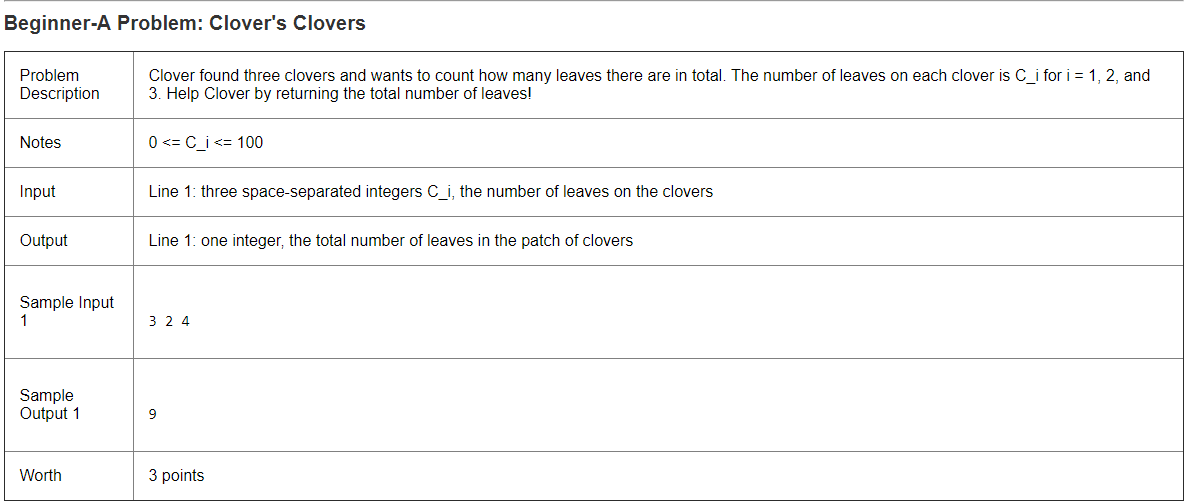 Beginner-A Problem: Clover's Clovers
Problem
Description
Clover found three clovers and wants to count how many leaves there are in total. The number of leaves on each clover is C_i for i = 1, 2, and
3. Help Clover by returning the total number of leaves!
Notes
0 <= C_i <= 100
Input
Line 1: three space-separated integers C_i, the number of leaves on the clovers
Output
Line 1: one integer, the total number of leaves in the patch of clovers
Sample Input
1
3 2 4
Sample
Output 1
9
Worth
3 points